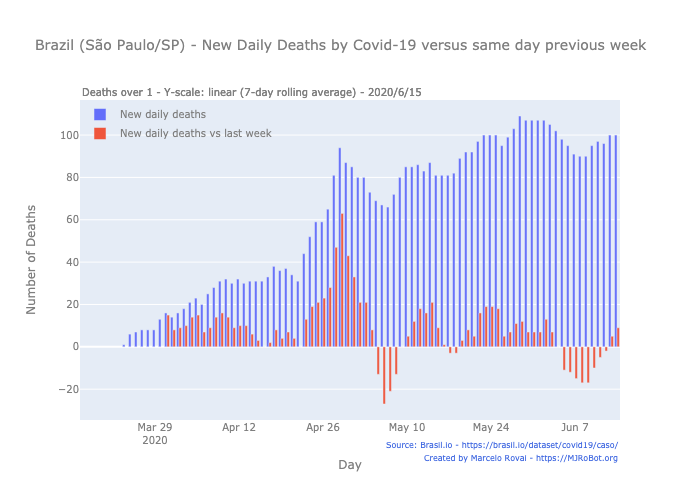 Brazil (São Paulo/SP) - New Daily Deaths by Covid-19 versus same day previous week
Deaths over 1 - Y-scale: linear (7-day rolling average) - 2020/6/15
New daily deaths
New daily deaths vs last week
100
80
60
40
20
0
−20
Number of Deaths
Mar 29
2020
Apr 12
Apr 26
May 10
May 24
Jun 7
Source: Brasil.io - https://brasil.io/dataset/covid19/caso/
Created by Marcelo Rovai - https://MJRoBot.org
Day